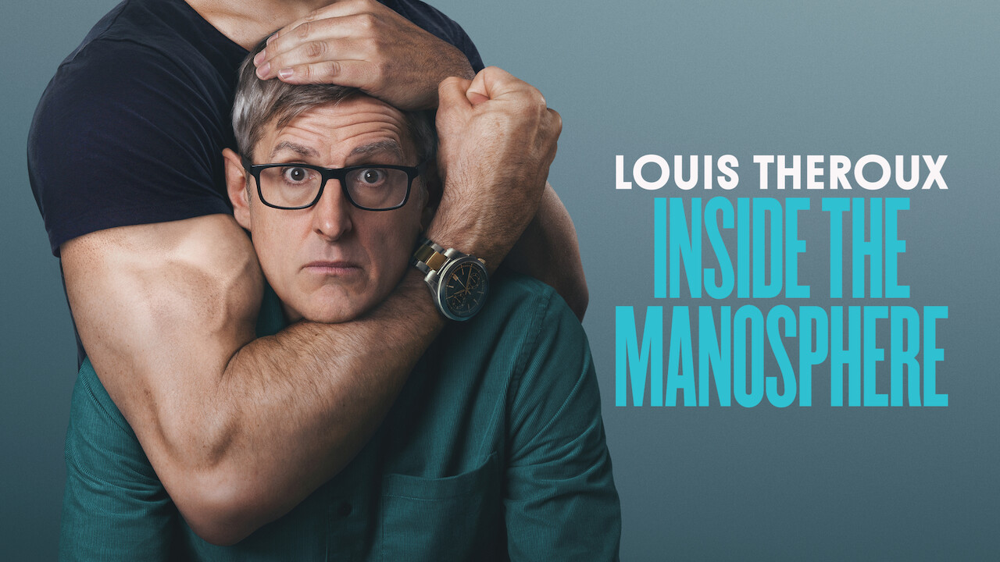 LOUIS THEROUX
INSIDE THE
MANOSPHERE